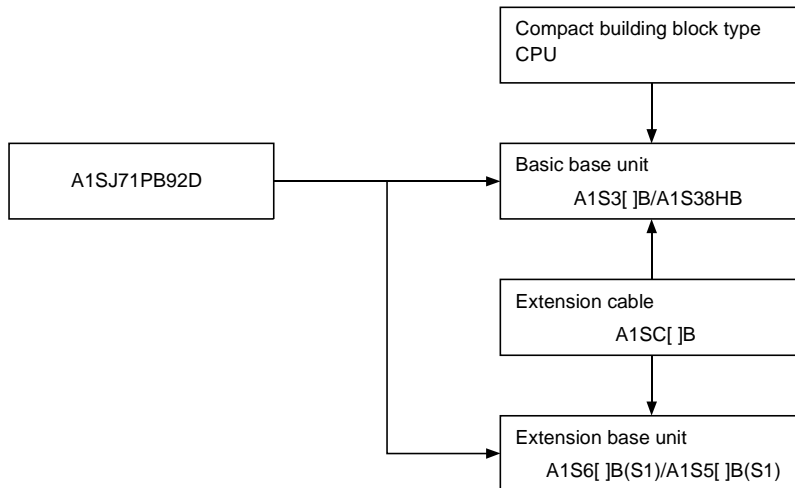 Compact building block type
CPU
A1SJ71PB92D
Basic base unit
A1S3[ ]B/A1S38HB
Extension cable
A1SC[ ]B
Extension base unit
A1S6[ ]B(S1)/A1S5[ ]B(S1)